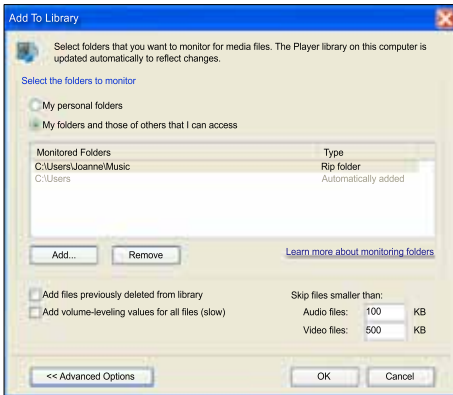 Add To Library
Select folders that you want to monitor for media files. The Player library on this computer is
updated automatically to reflect changes.
Select the folders to monitor
My personal folders
My folders and those of others that I can access
Monitored Folders Type
C:\Users\Joanne\Music Rip folder
C:\Users Automatically added
Add... Remove Learn more about monitoring folders
Add files previously deleted from library Skip files smaller than:
Add volume-leveling values for all files (slow) Audio files: 100 KB
Video files: 500 KB
<< Advanced Options OK Cancel